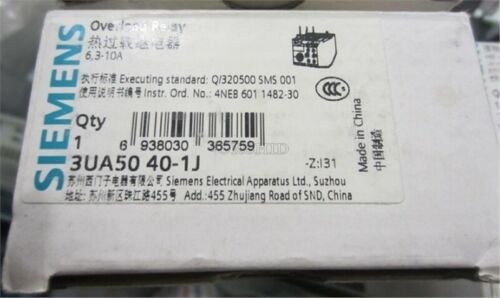 SIEMENS
Overload Relay
热过载继电器
6,3-10A
执行标准 Executing standard: Q/320500 SMS 001
使用说明书编号 Instr. Ord. No.: 4NEB 601 1482-30
Qty
1
6 938030 365759
3UA50 40-1J
-Z:I31
苏州西门子电器有限公司 Siemens Electrical Apparatus Ltd., Suzhou
地址: 苏州新区珠江路455号 Add.:455 Zhujiang Road of SND, China
CCC
Made in China
中国制造